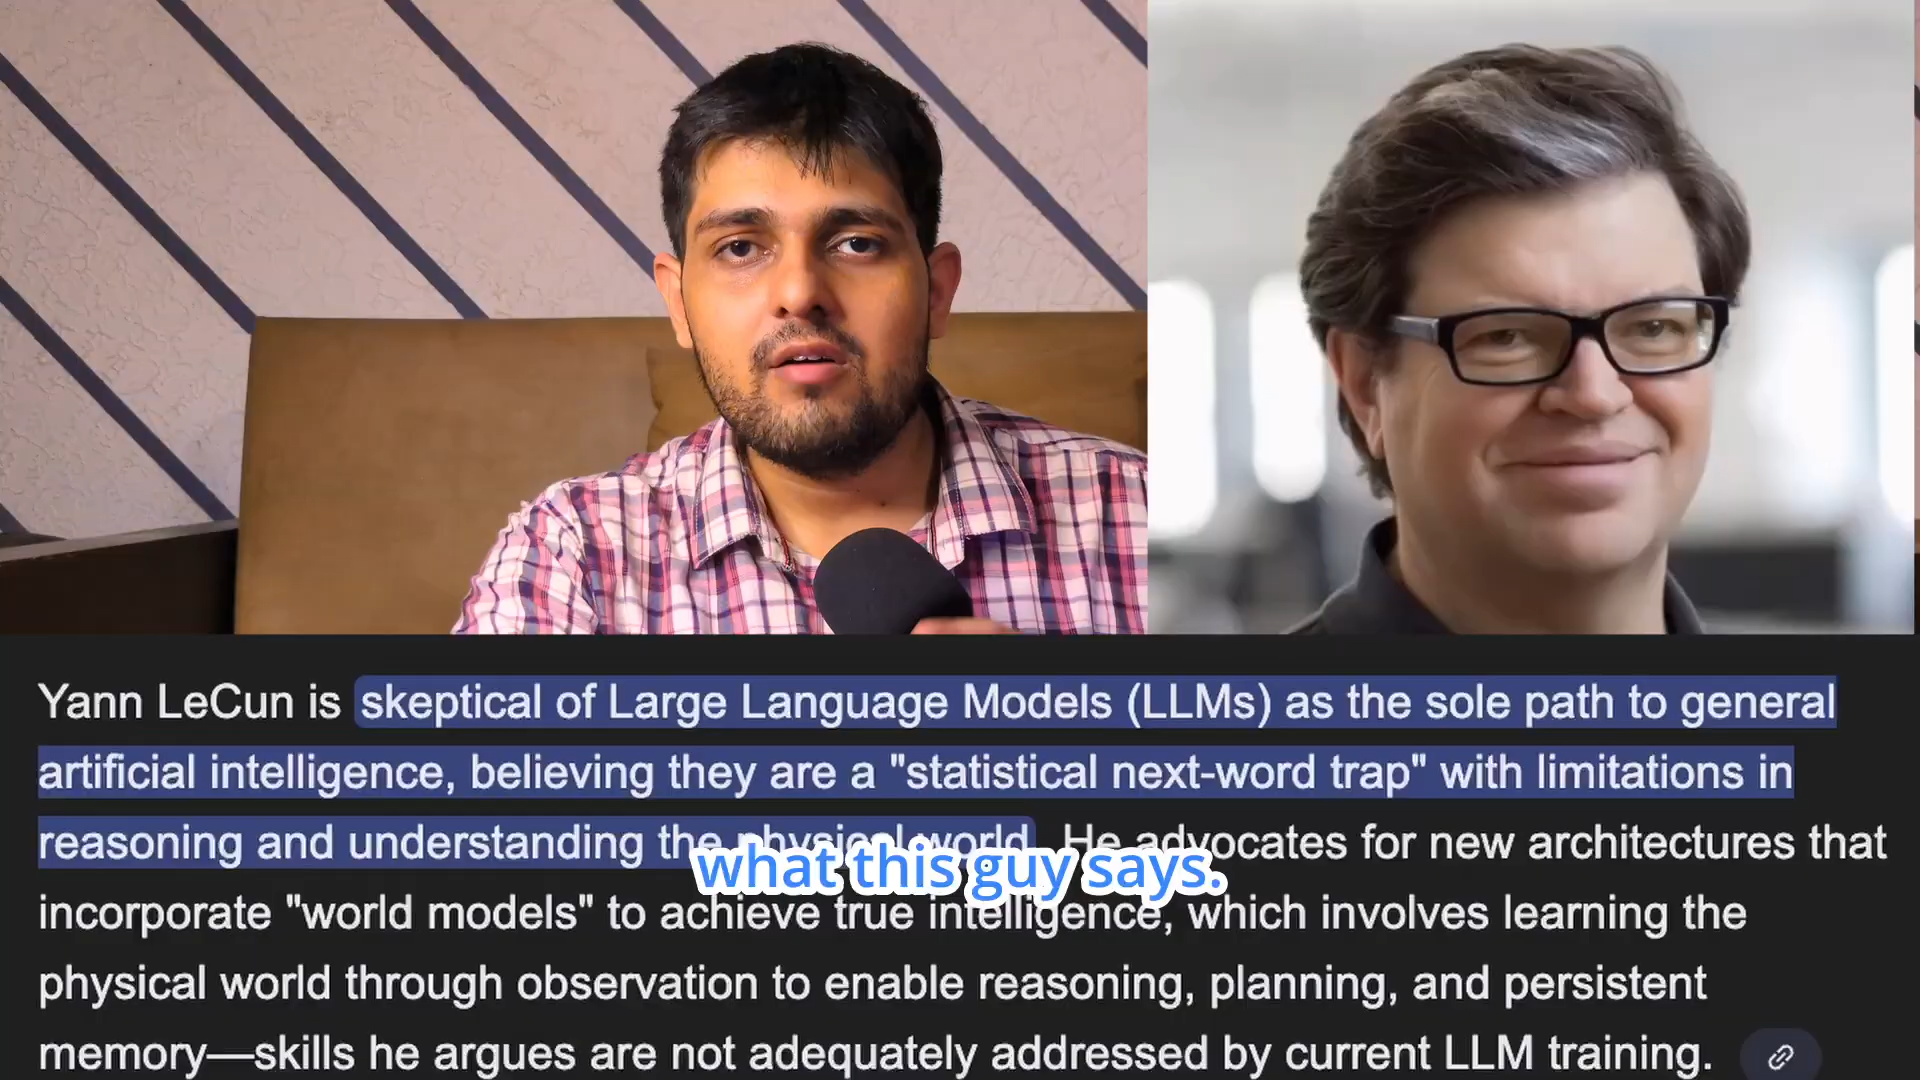 Yann LeCun is skeptical of Large Language Models (LLMs) as the sole path to general
artificial intelligence, believing they are a "statistical next-word trap" with limitations in
reasoning and understanding the physical world. He advocates for new architectures that
what this guy says.
incorporate "world models" to achieve true intelligence, which involves learning the
physical world through observation to enable reasoning, planning, and persistent
memory—skills he argues are not adequately addressed by current LLM training.